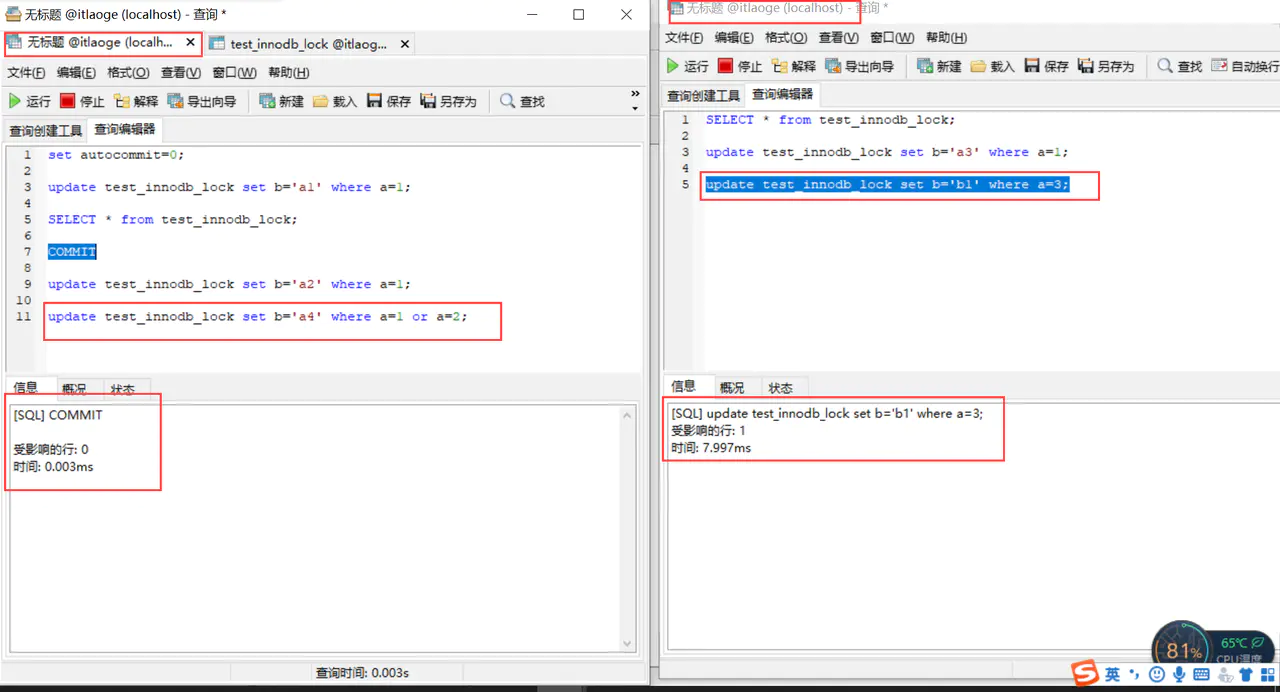 无标题 @itlaoge (localhost) - 查询 *
无标题 @itlaoge (localh...
test_innodb_lock @itlaog...
文件(F) 编辑(E) 格式(O) 查看(V) 窗口(W) 帮助(H)
运行 停止 解释 导出向导 新建 载入 保存 另存为 查找
查询创建工具 查询编辑器
1 set autocommit=0;
2
3 update test_innodb_lock set b='a1' where a=1;
4
5 SELECT * from test_innodb_lock;
6
7 COMMIT
8
9 update test_innodb_lock set b='a2' where a=1;
10
11 update test_innodb_lock set b='a4' where a=1 or a=2;
信息 概况 状态
[SQL] COMMIT
受影响的行: 0
时间: 0.003ms
查询时间: 0.003s
无标题 @itlaoge (localhost) - 查询 *
文件(F) 编辑(E) 格式(O) 查看(V) 窗口(W) 帮助(H)
运行 停止 解释 导出向导 新建 载入 保存 另存为 查找 自动换行
查询创建工具 查询编辑器
1 SELECT * from test_innodb_lock;
2
3 update test_innodb_lock set b='a3' where a=1;
4
5 update test_innodb_lock set b='b1' where a=3;
信息 概况 状态
[SQL] update test_innodb_lock set b='b1' where a=3;
受影响的行: 1
时间: 7.997ms
81%
65℃
CPU温度
英